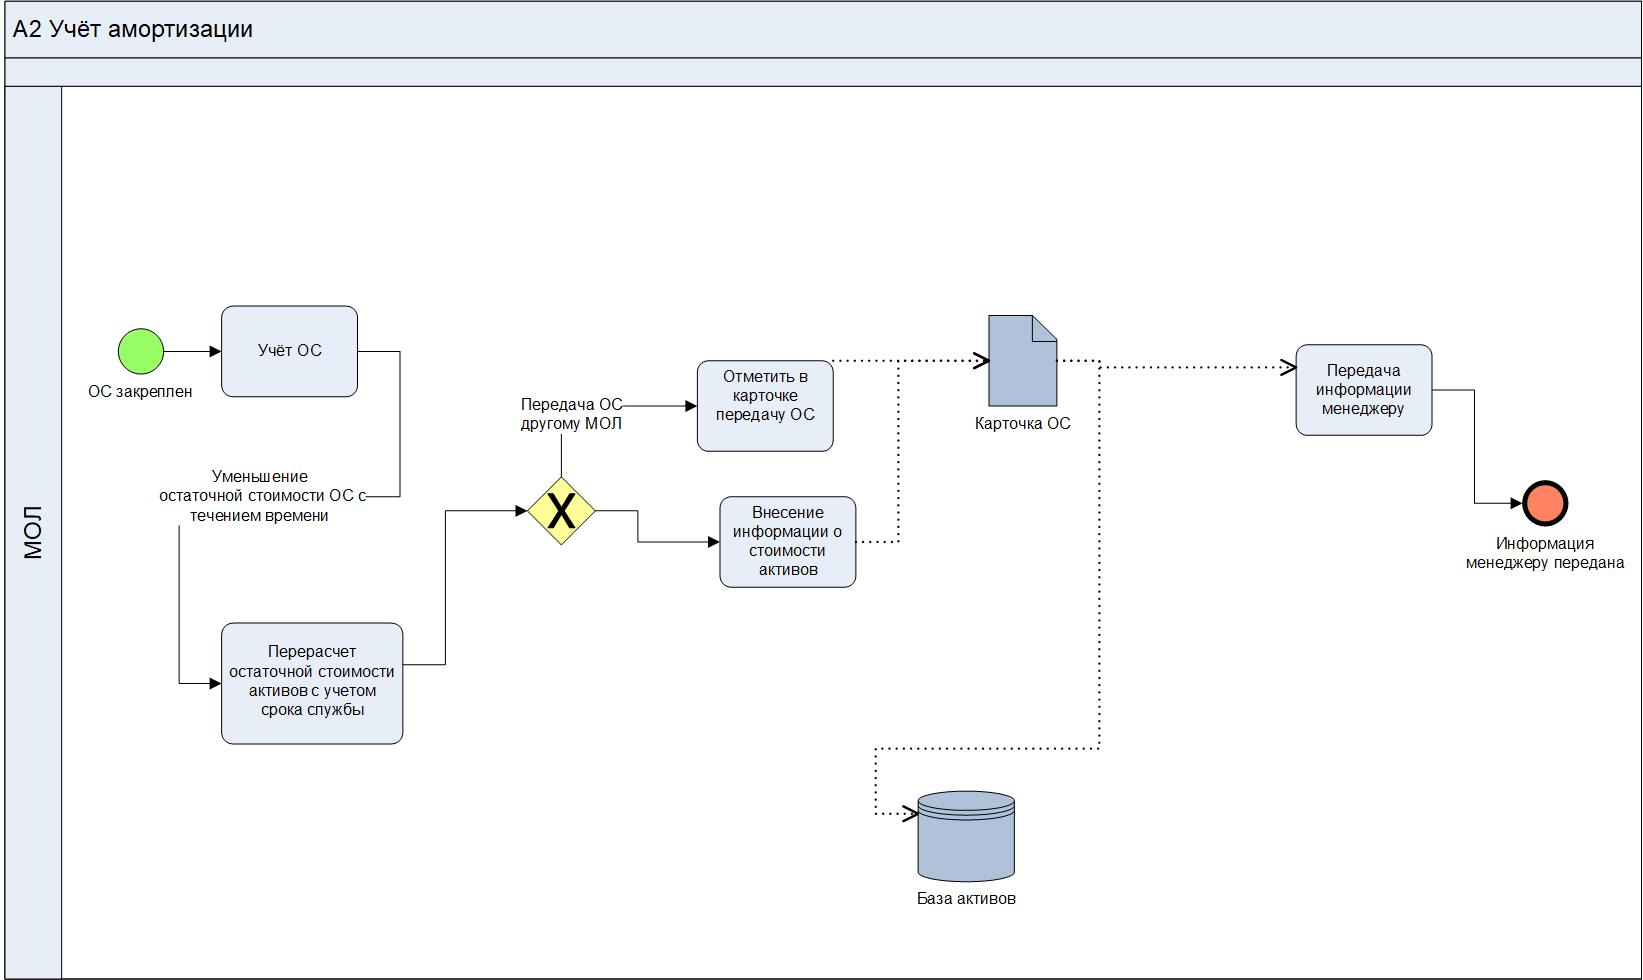 А2 Учёт амортизации
МОЛ
ОС закреплен
Учёт ОС
Уменьшение
остаточной стоимости ОС с
течением времени
Перерасчет
остаточной стоимости
активов с учетом
срока службы
Передача ОС
другому МОЛ
X
Отметить в
карточке
передачу ОС
Внесение
информации о
стоимости
активов
Карточка ОС
База активов
Передача
информации
менеджеру
Информация
менеджеру передана